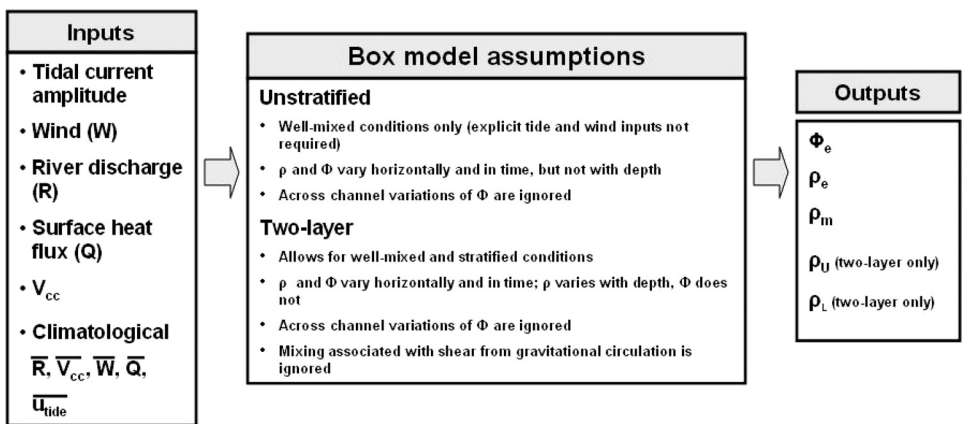 Inputs
• Tidal current
amplitude
• Wind (W)
• River discharge
(R)
• Surface heat
flux (Q)
• V_cc
• Climatological
R̅, V̅_cc, W̅, Q̅,
u̅_tide
Box model assumptions
Unstratified
• Well-mixed conditions only (explicit tide and wind inputs not
required)
• ρ and Φ vary horizontally and in time, but not with depth
• Across channel variations of Φ are ignored
Two-layer
• Allows for well-mixed and stratified conditions
• ρ and Φ vary horizontally and in time; ρ varies with depth, Φ does
not
• Across channel variations of Φ are ignored
• Mixing associated with shear from gravitational circulation is
ignored
Outputs
Φ_e
ρ_e
ρ_m
ρ_U (two-layer only)
ρ_L (two-layer only)